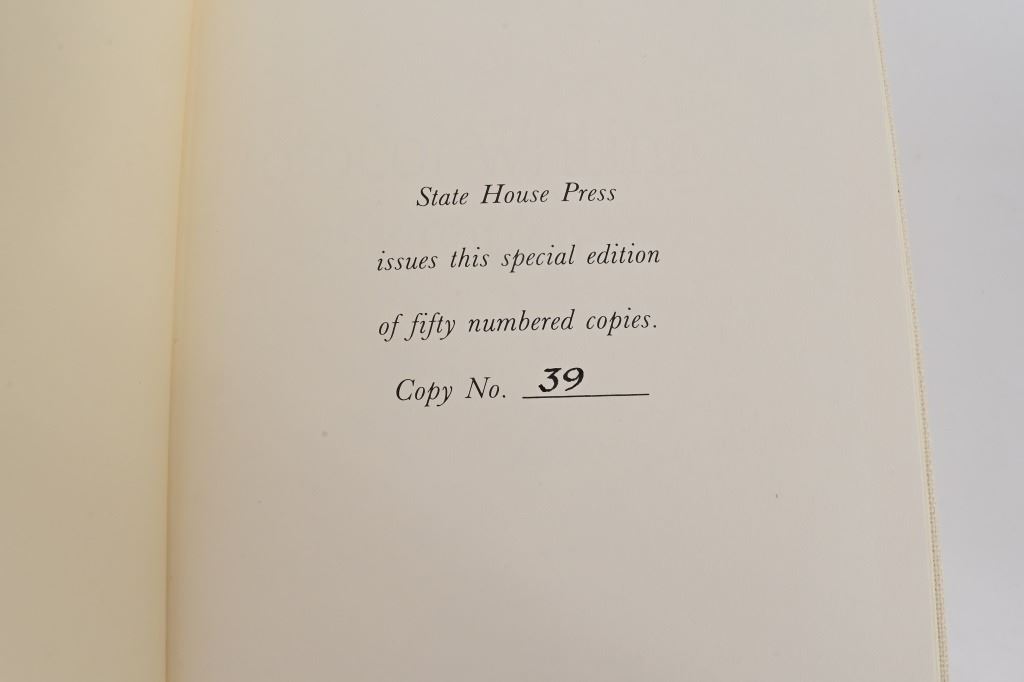 State House Press
issues this special edition
of fifty numbered copies.
Copy No. 39